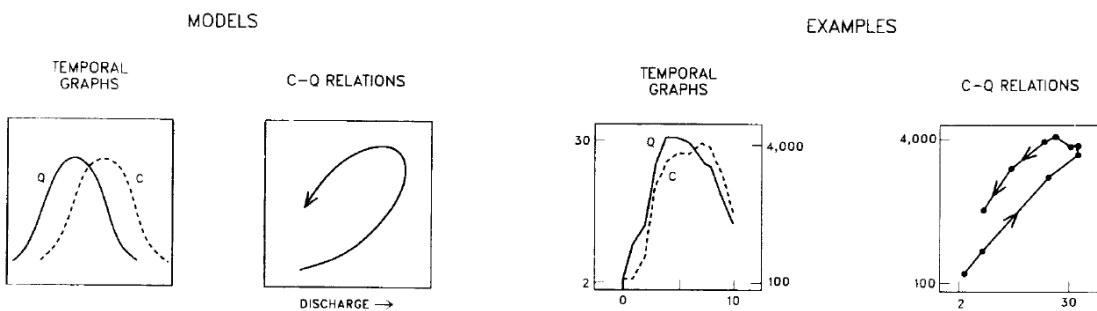 MODELS
EXAMPLES
TEMPORAL
GRAPHS
C-Q RELATIONS
TEMPORAL
GRAPHS
C-Q RELATIONS
Q
C
DISCHARGE →
30
2
Q
C
4,000
100
0
10
4,000
100
2
30